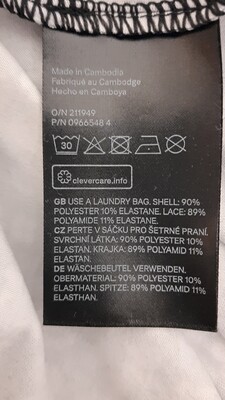 Made in Cambodia
Fabriqué au Cambodge
Hecho en Camboya
O/N 211949
P/N 0966548 4
30
clevercare.info
GB USE A LAUNDRY BAG. SHELL: 90%
POLYESTER 10% ELASTANE. LACE: 89%
POLYAMIDE 11% ELASTANE.
CZ PERTE V SÁČKU PRO ŠETRNÉ PRANÍ.
SVRCHNÍ LÁTKA: 90% POLYESTER 10%
ELASTAN. KRAJKA: 89% POLYAMID 11%
ELASTAN.
DE WÄSCHEBEUTEL VERWENDEN.
OBERMATERIAL: 90% POLYESTER 10%
ELASTHAN. SPITZE: 89% POLYAMID 11%
ELASTHAN.